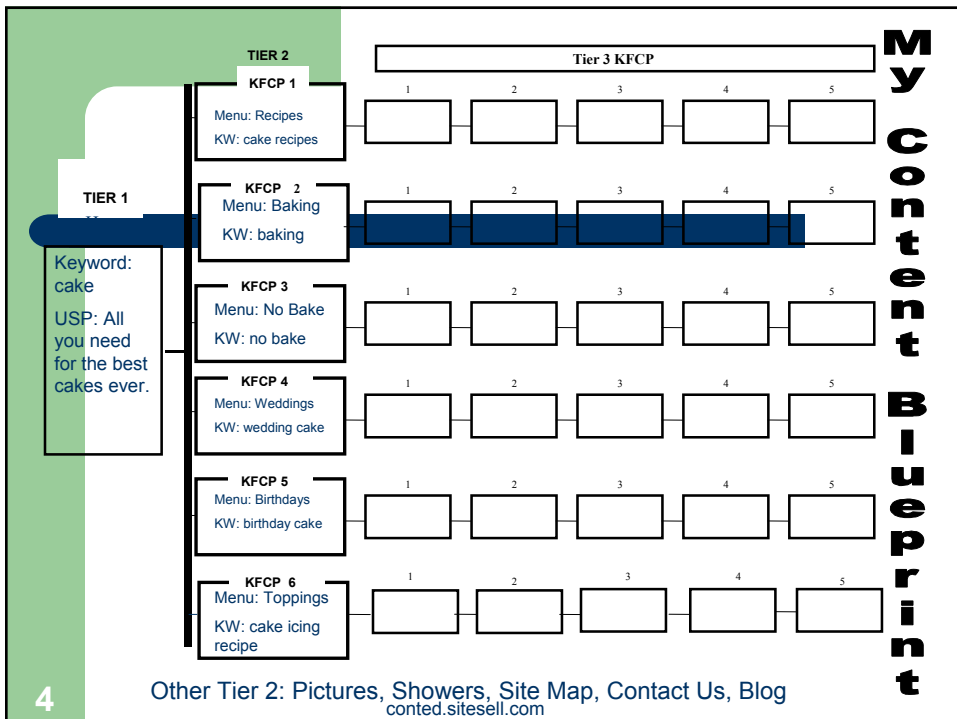 TIER 2
Tier 3 KFCP
KFCP 1
Menu: Recipes
KW: cake recipes
1 2 3 4 5
TIER 1
Keyword:
cake
USP: All
you need
for the best
cakes ever.
KFCP 2
Menu: Baking
KW: baking
1 2 3 4 5
KFCP 3
Menu: No Bake
KW: no bake
1 2 3 4 5
KFCP 4
Menu: Weddings
KW: wedding cake
1 2 3 4 5
KFCP 5
Menu: Birthdays
KW: birthday cake
1 2 3 4 5
KFCP 6
Menu: Toppings
KW: cake icing
recipe
1 2 3 4 5
My Content Blueprint
4
Other Tier 2: Pictures, Showers, Site Map, Contact Us, Blog
conted.sitesell.com